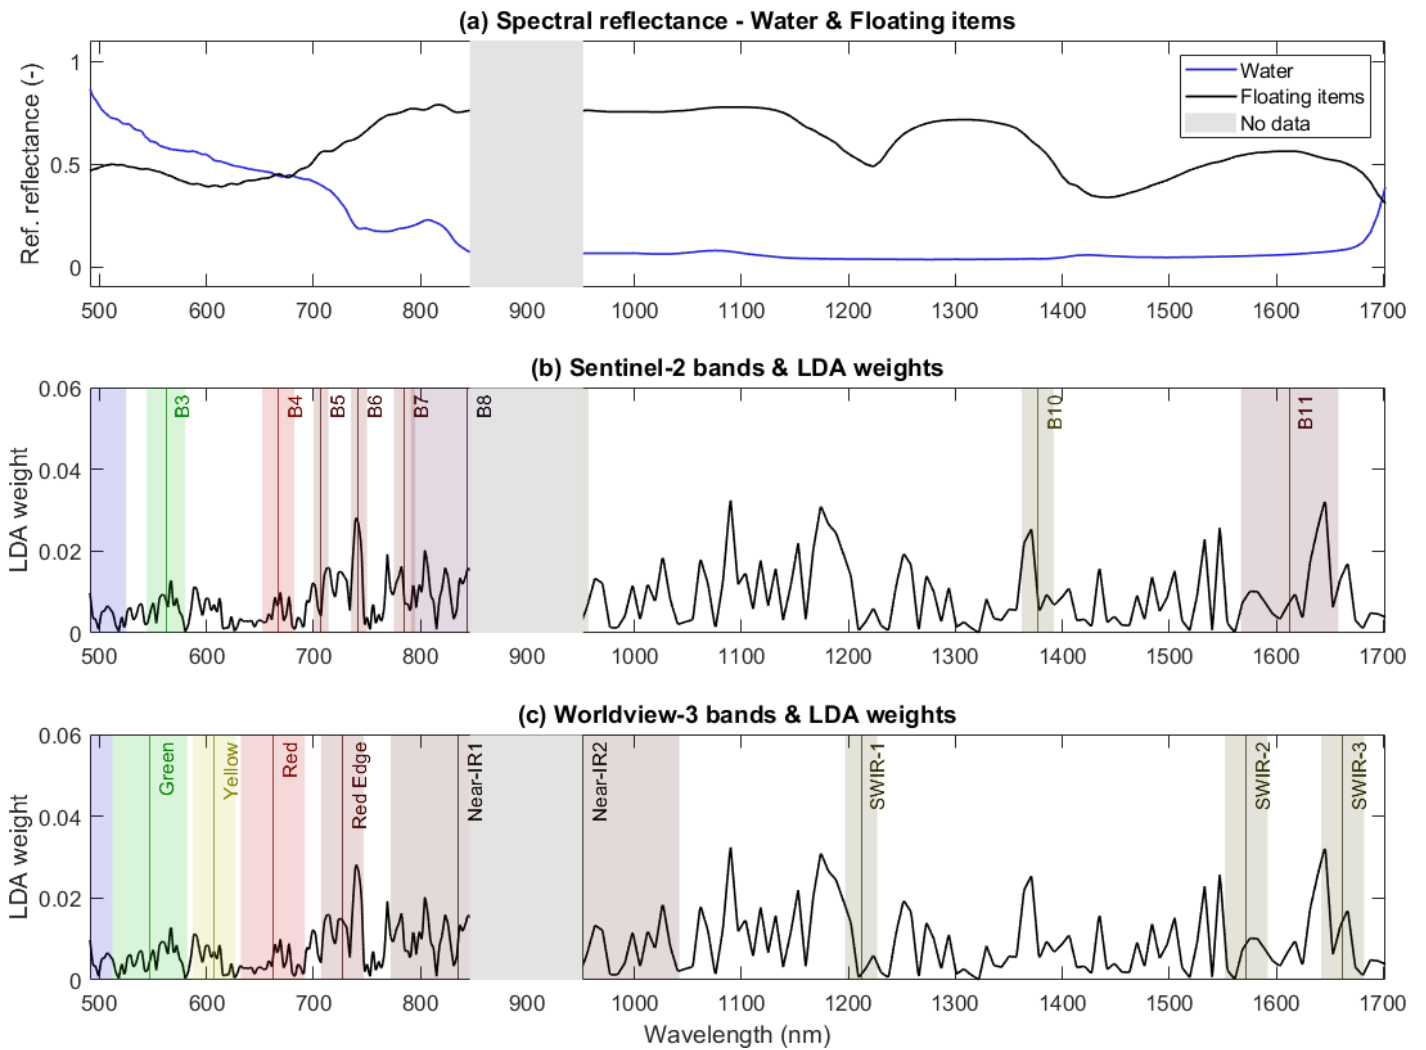 (a) Spectral reflectance - Water & Floating items
Ref. reflectance (-)
1
0.5
0
Water
Floating items
No data
500 600 700 800 900 1000 1100 1200 1300 1400 1500 1600 1700
(b) Sentinel-2 bands & LDA weights
LDA weight
0.06
0.04
0.02
0
B3 B4 B5 B6 B7 B8 B10 B11
500 600 700 800 900 1000 1100 1200 1300 1400 1500 1600 1700
(c) Worldview-3 bands & LDA weights
LDA weight
0.06
0.04
0.02
0
Green Yellow Red Red Edge Near-IR1 Near-IR2 SWIR-1 SWIR-2 SWIR-3
500 600 700 800 900 1000 1100 1200 1300 1400 1500 1600 1700
Wavelength (nm)